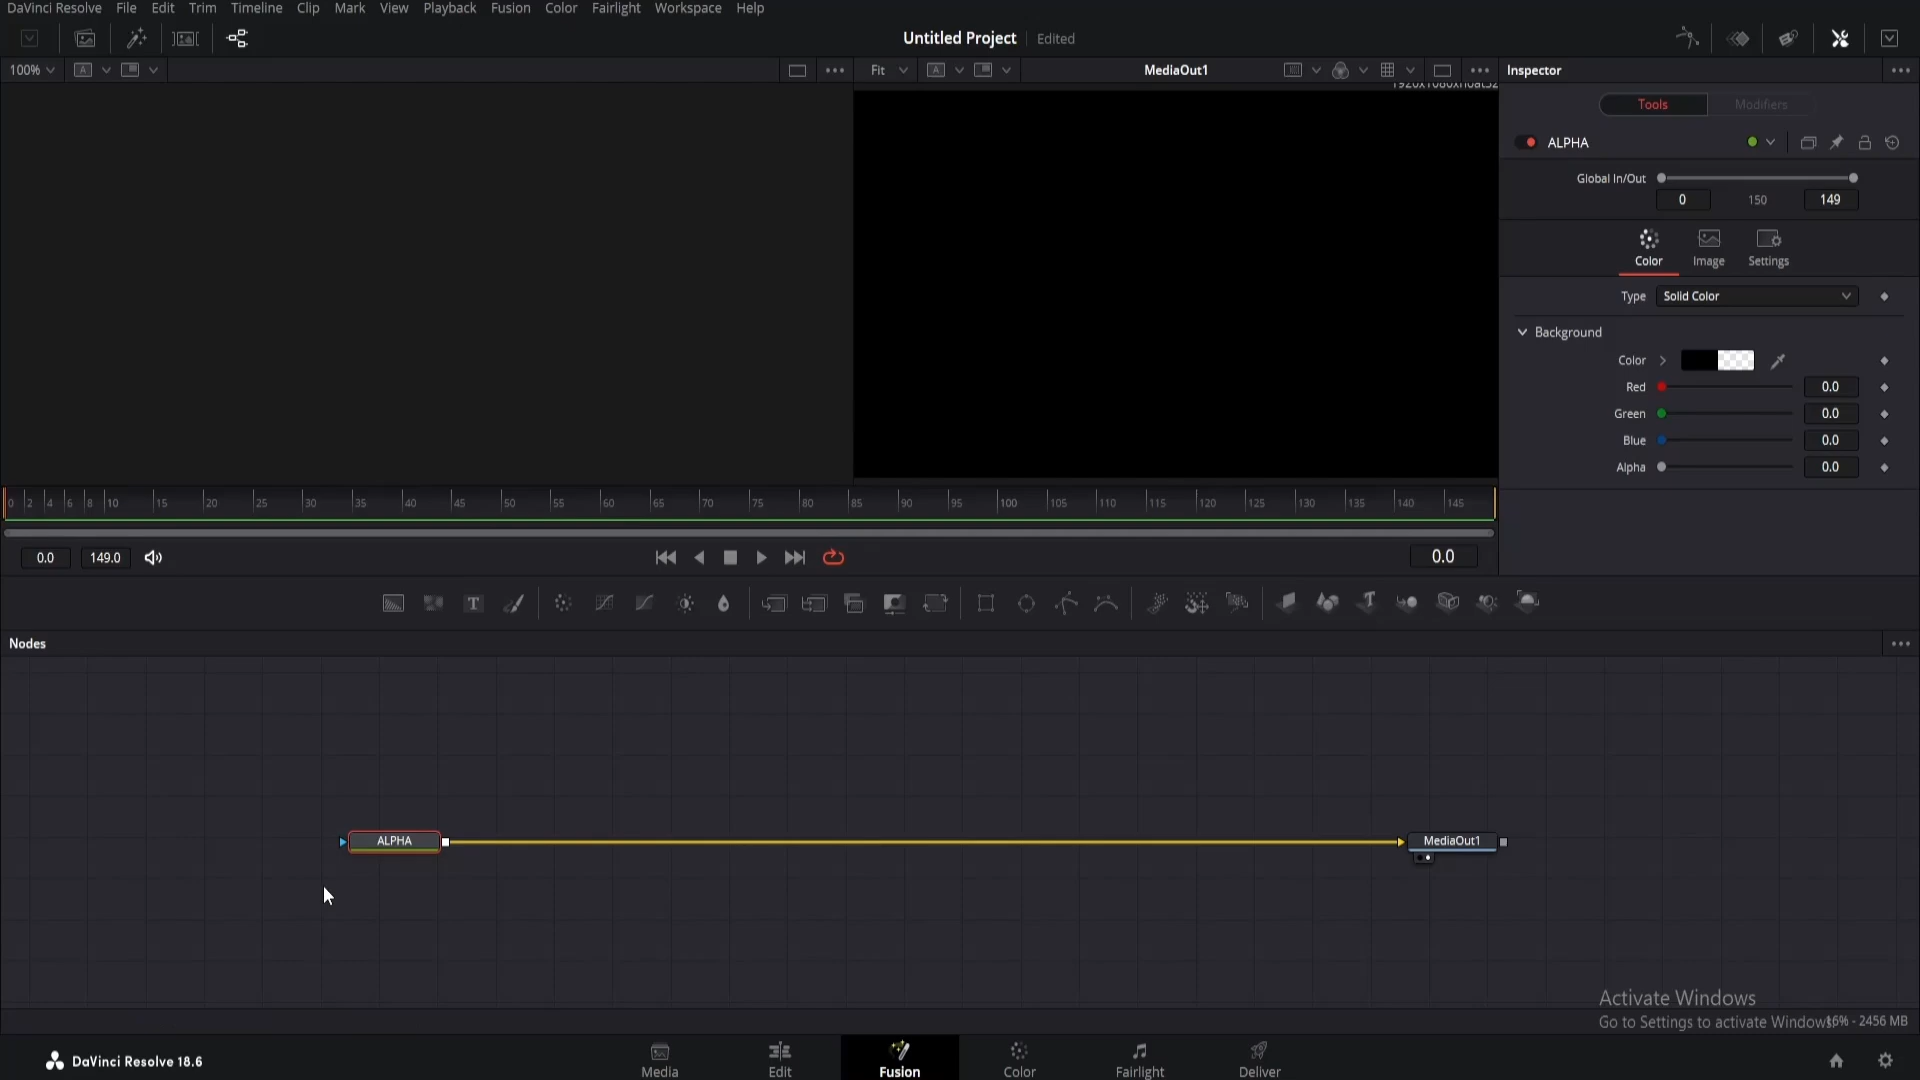 DaVinci Resolve File Edit Trim Timeline Clip Mark View Playback Fusion Color Fairlight Workspace Help
Untitled Project Edited
100% A Fit A MediaOut1 Inspector
1920x1080xfloat32
Tools Modifiers
ALPHA
Global In/Out
0 150 149
Color Image Settings
Type Solid Color
Background
Color
Red 0.0
Green 0.0
Blue 0.0
Alpha 0.0
0 2 4 6 8 10 15 20 25 30 35 40 45 50 55 60 65 70 75 80 85 90 95 100 105 110 115 120 125 130 135 140 145
0.0 149.0 0.0
T T
Nodes
ALPHA MediaOut1
Activate Windows
Go to Settings to activate Windows.
16% - 2456 MB
DaVinci Resolve 18.6
Media Edit Fusion Color Fairlight Deliver